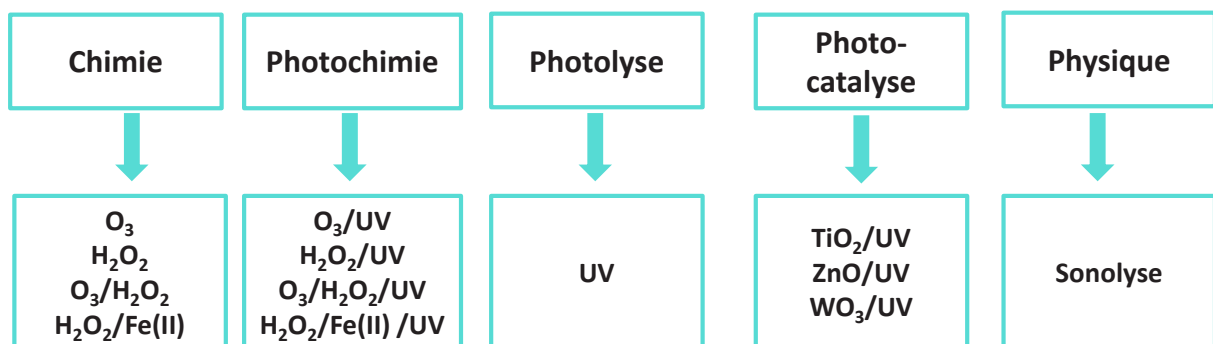 Chimie
Photochimie
Photolyse
Photo-
catalyse
Physique
O₃
H₂O₂
O₃/H₂O₂
H₂O₂/Fe(II)
O₃/UV
H₂O₂/UV
O₃/H₂O₂/UV
H₂O₂/Fe(II) /UV
UV
TiO₂/UV
ZnO/UV
WO₃/UV
Sonolyse